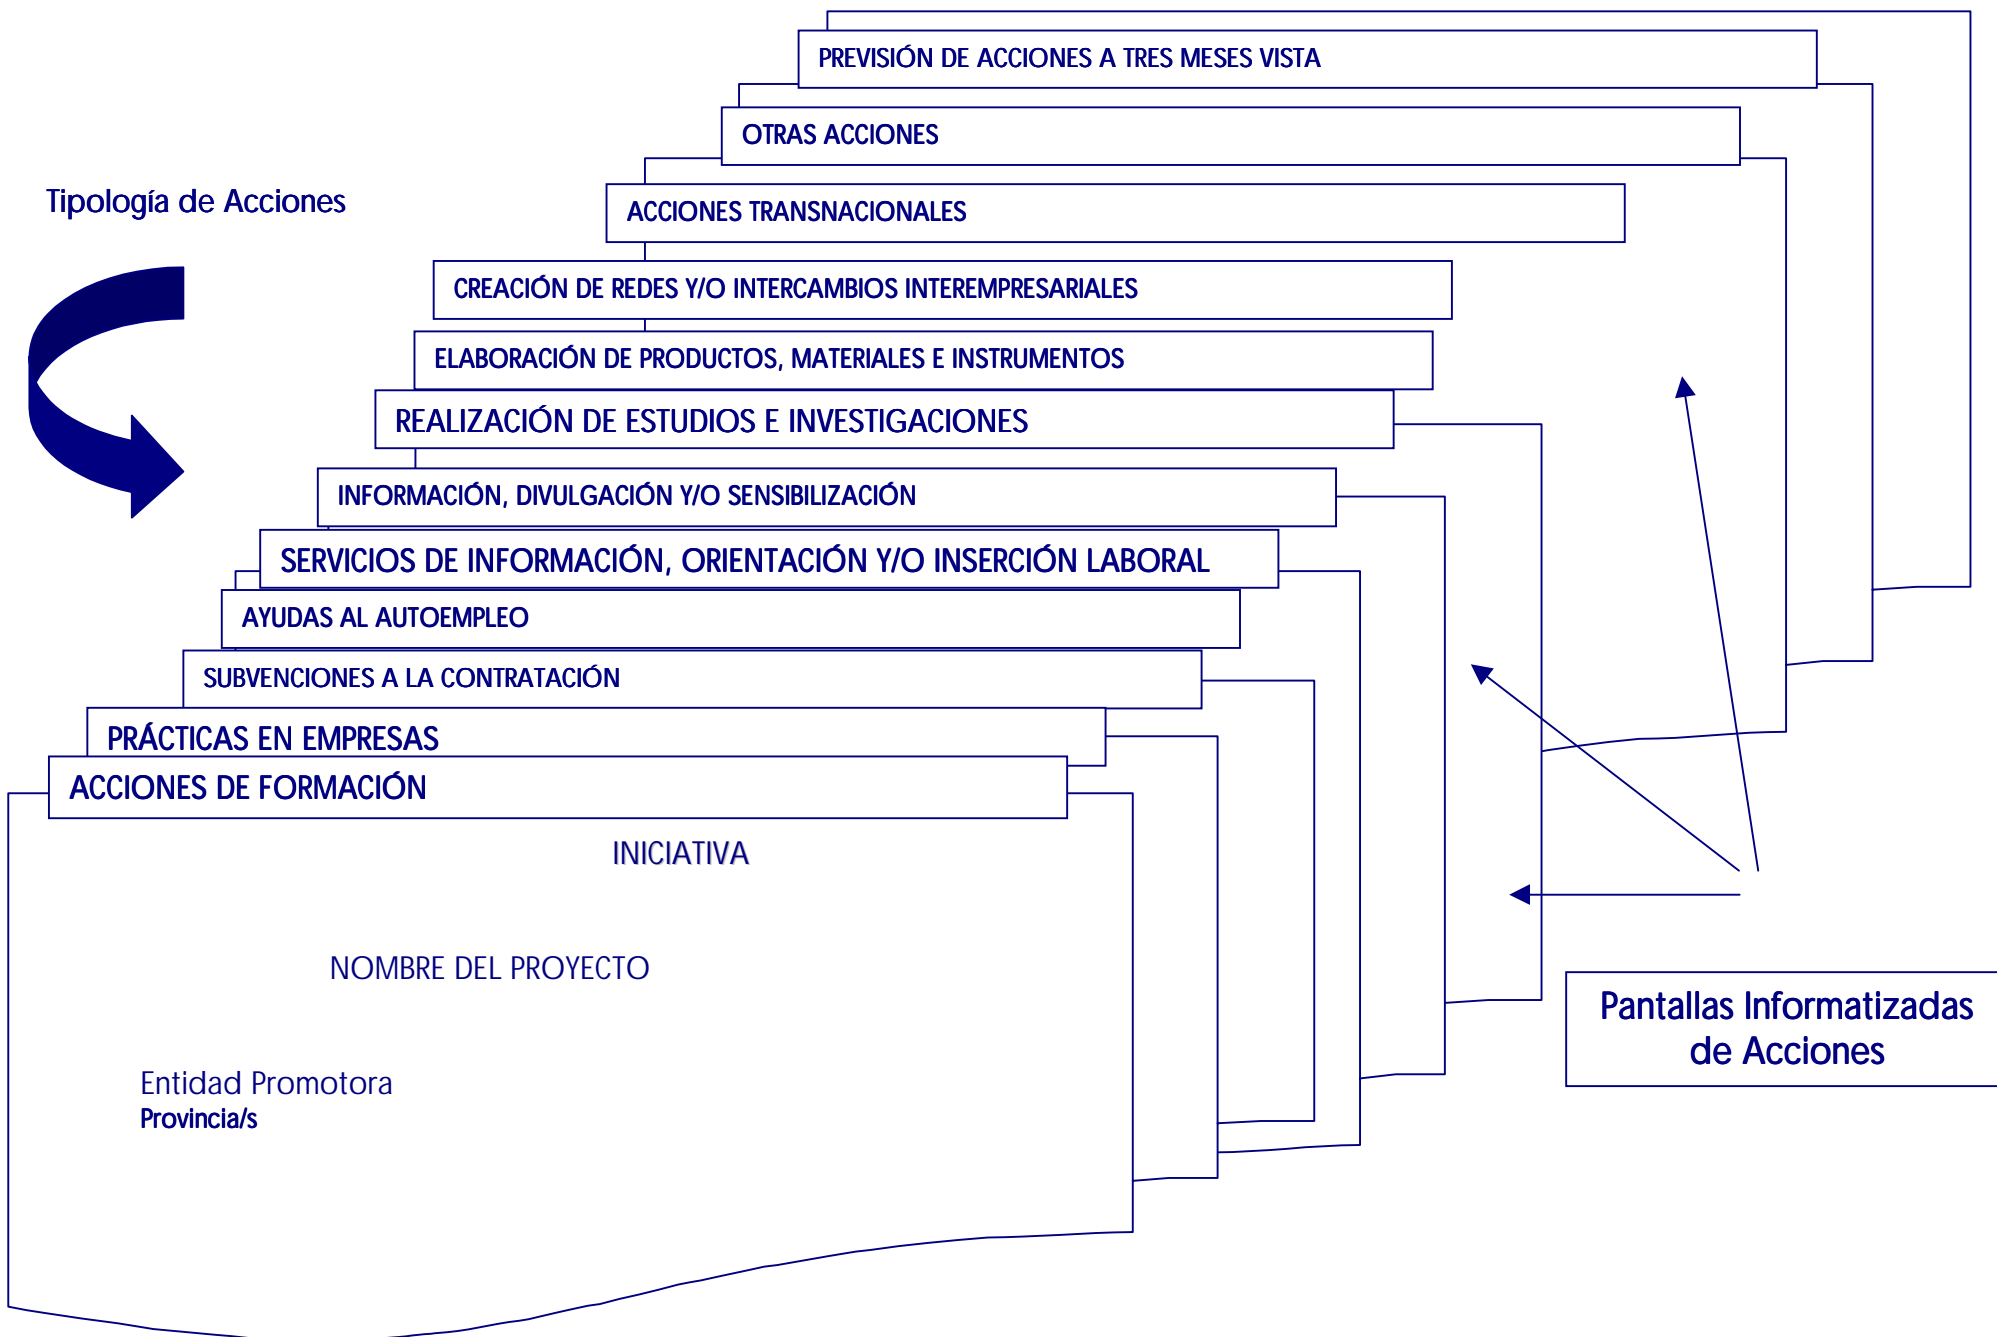 PREVISIÓN DE ACCIONES A TRES MESES VISTA
OTRAS ACCIONES
Tipología de Acciones
ACCIONES TRANSNACIONALES
CREACIÓN DE REDES Y/O INTERCAMBIOS INTEREMPRESARIALES
ELABORACIÓN DE PRODUCTOS, MATERIALES E INSTRUMENTOS
REALIZACIÓN DE ESTUDIOS E INVESTIGACIONES
INFORMACIÓN, DIVULGACIÓN Y/O SENSIBILIZACIÓN
SERVICIOS DE INFORMACIÓN, ORIENTACIÓN Y/O INSERCIÓN LABORAL
AYUDAS AL AUTOEMPLEO
SUBVENCIONES A LA CONTRATACIÓN
PRÁCTICAS EN EMPRESAS
ACCIONES DE FORMACIÓN
INICIATIVA
NOMBRE DEL PROYECTO
Entidad Promotora
Provincia/s
Pantallas Informatizadas
de Acciones